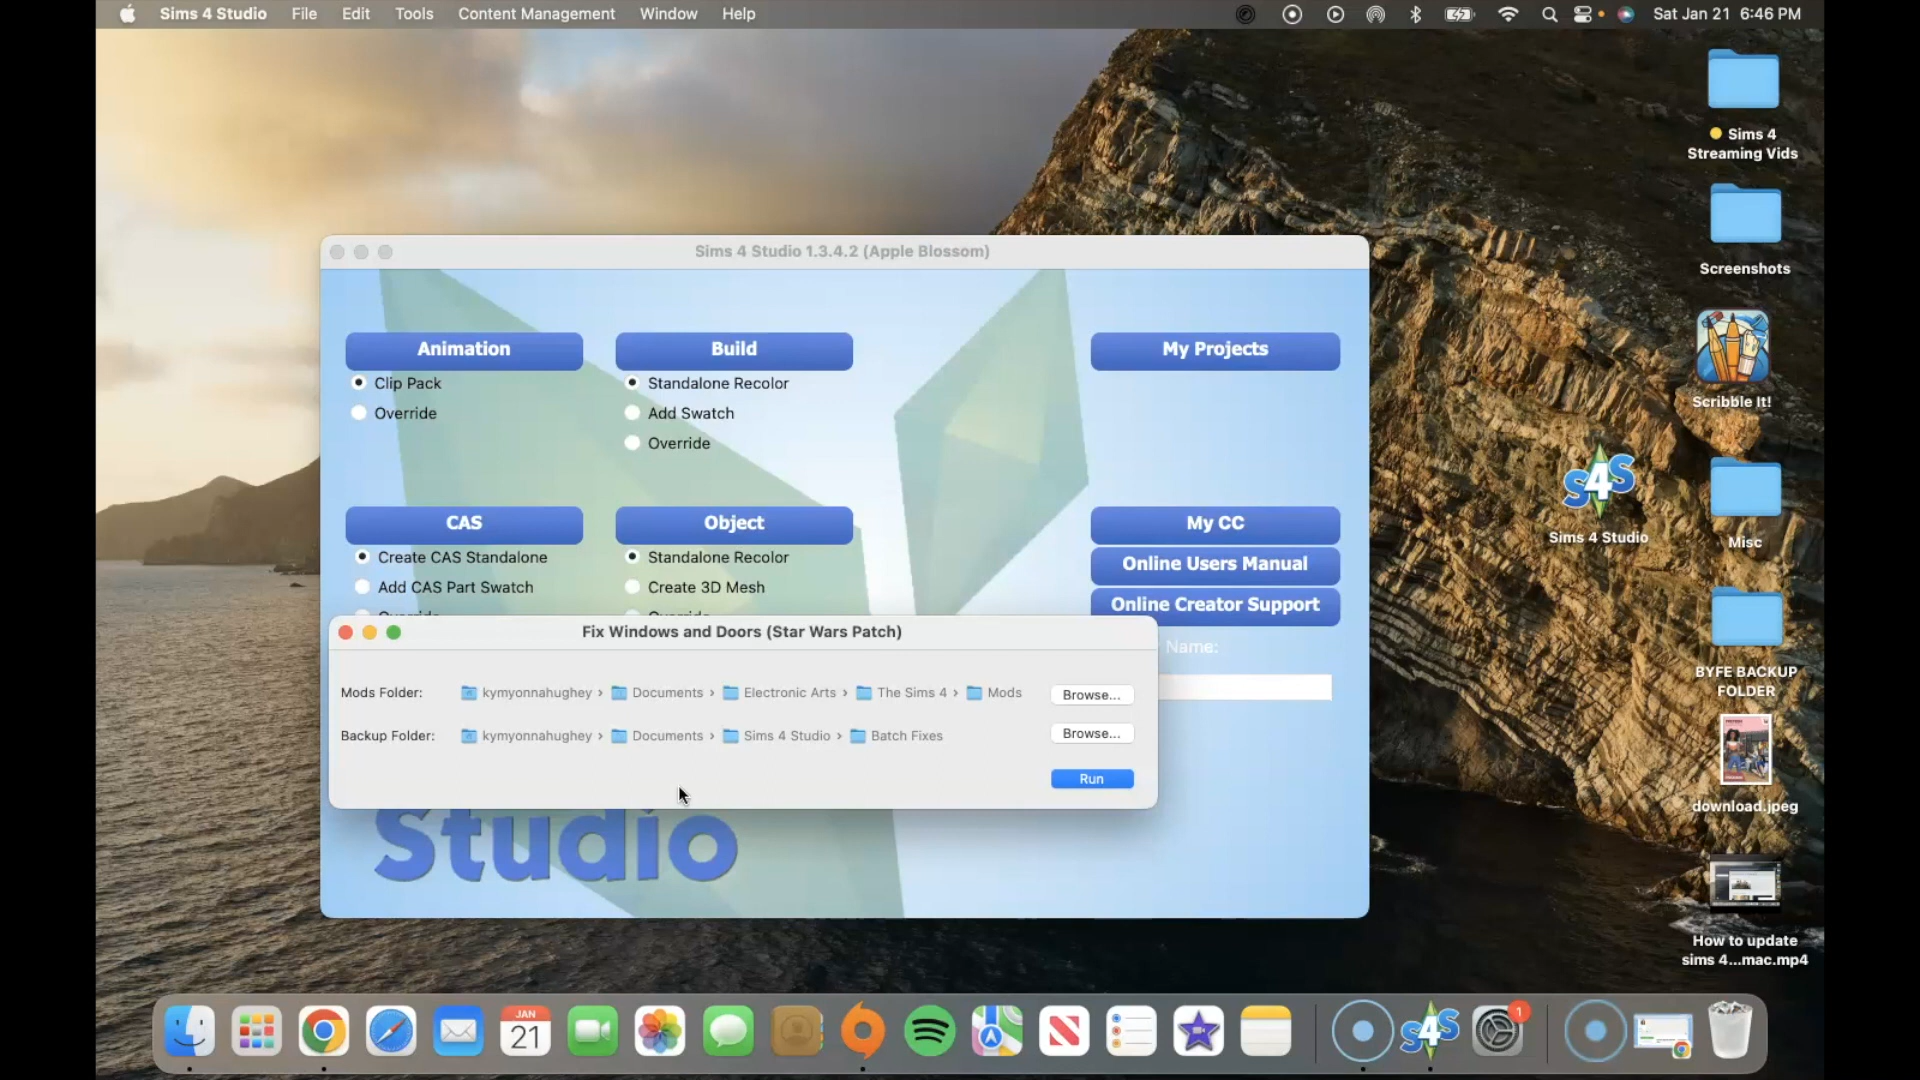 Sims 4 Studio File Edit Tools Content Management Window Help Sat Jan 21 6:46 PM
Sims 4
Streaming Vids
Screenshots
Scribble It!
S4S
Sims 4 Studio
Misc
BYFE BACKUP
FOLDER
download.jpeg
How to update
sims 4...mac.mp4
Sims 4 Studio 1.3.4.2 (Apple Blossom)
Animation Build My Projects
Clip Pack Standalone Recolor
Override Add Swatch
Override
CAS Object My CC
Create CAS Standalone Standalone Recolor Online Users Manual
Add CAS Part Swatch Create 3D Mesh
Online Creator Support
Name:
Fix Windows and Doors (Star Wars Patch)
Mods Folder: kymyonnahughey › Documents › Electronic Arts › The Sims 4 › Mods Browse...
Backup Folder: kymyonnahughey › Documents › Sims 4 Studio › Batch Fixes Browse...
Run
Studio
JAN
21
S4S
1